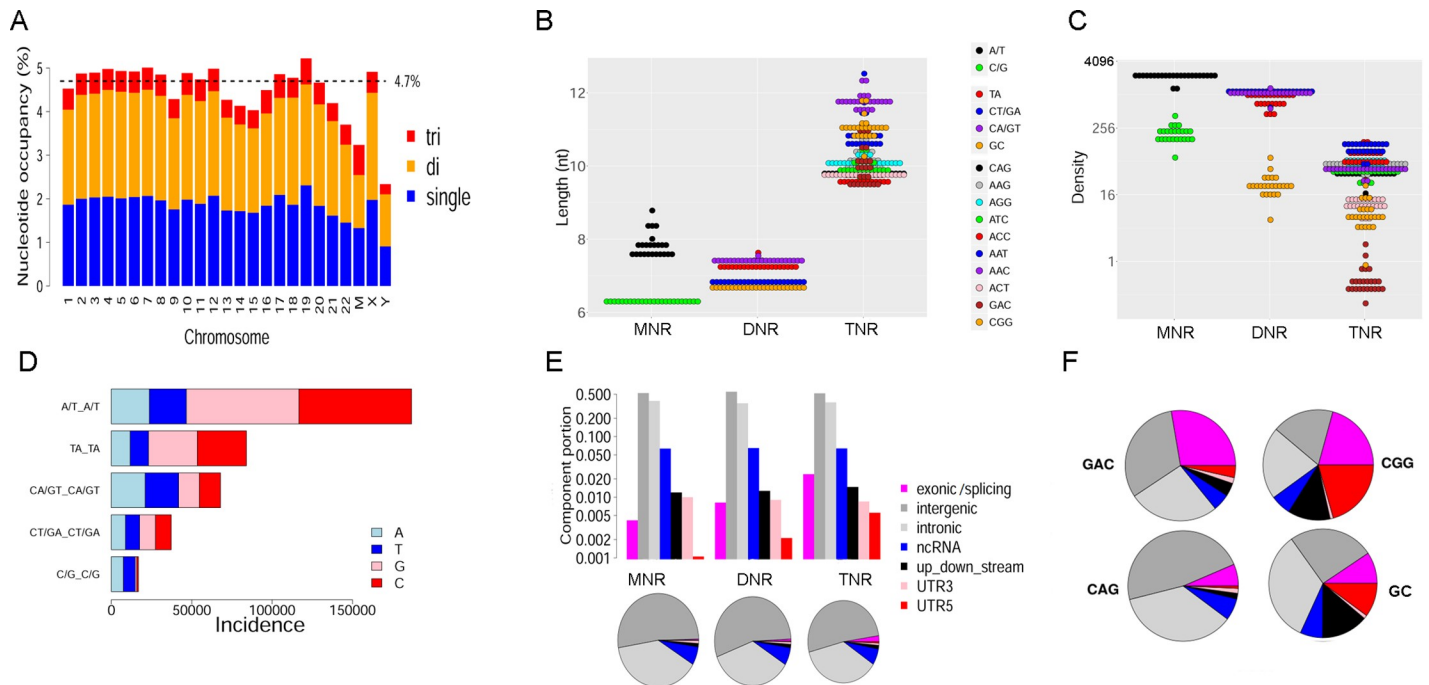 A
Nucleotide occupancy (%)
5
4
3
2
1
0
4.7%
tri
di
single
1 2 3 4 5 6 7 8 9 10 11 12 13 14 15 16 17 18 19 20 21 22 M X Y
Chromosome
B
Length (nt)
12
10
8
6
MNR DNR TNR
A/T
C/G
TA
CT/GA
CA/GT
GC
CAG
AAG
AGG
ATC
ACC
AAT
AAC
ACT
GAC
CGG
C
Density
4096
256
16
1
MNR DNR TNR
D
A/T_A/T
TA_TA
CA/GT_CA/GT
CT/GA_CT/GA
C/G_C/G
A
T
G
C
0 50000 100000 150000
Incidence
E
Component portion
0.500
0.200
0.100
0.050
0.020
0.010
0.005
0.002
0.001
MNR DNR TNR
exonic /splicing
intergenic
intronic
ncRNA
up_down_stream
UTR3
UTR5
F
GAC
CGG
CAG
GC